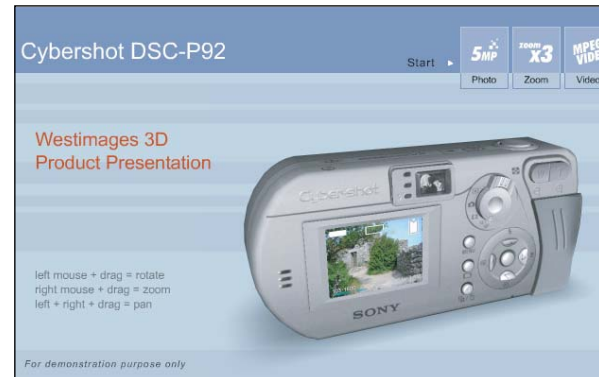 Cybershot DSC-P92
Start
5MP
zoom x3
MPEG
VIDEO
Photo
Zoom
Video
Westimages 3D
Product Presentation
Cyber-shot
left mouse + drag = rotate
right mouse + drag = zoom
left + right + drag = pan
SONY
For demonstration purpose only